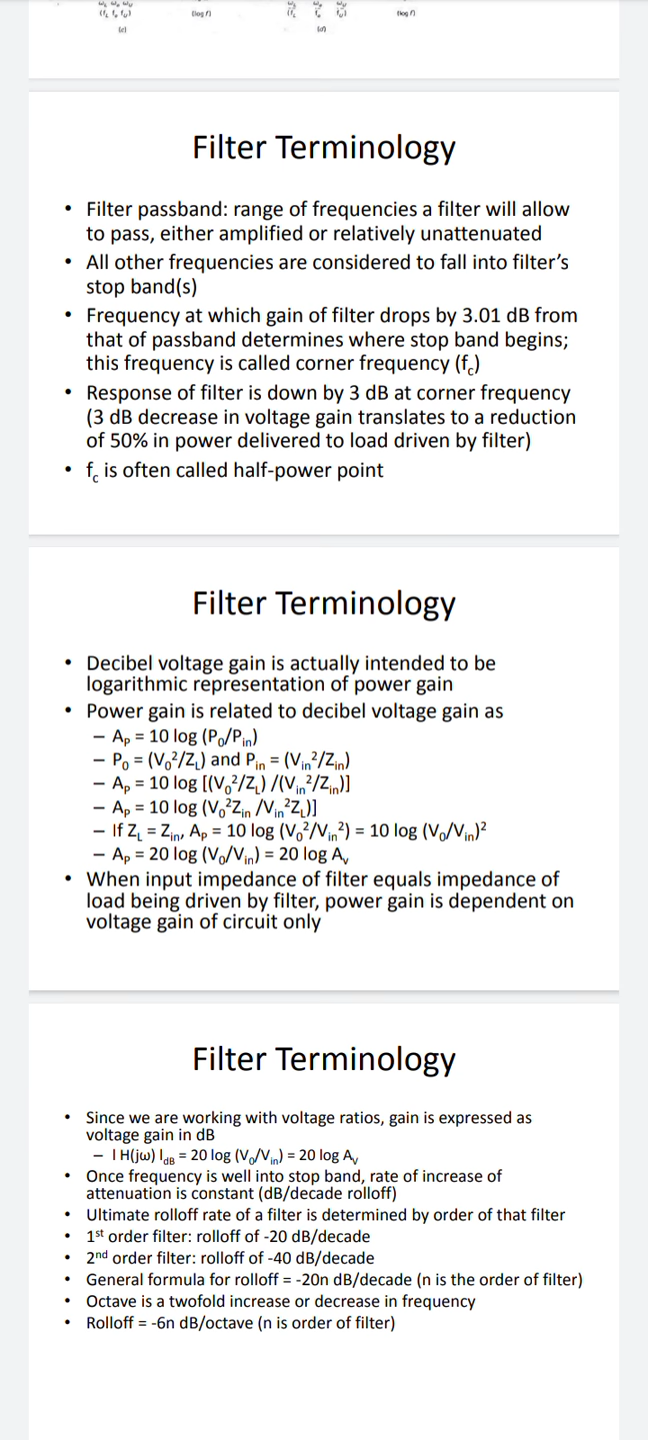 (log f)
(log f)
(c)
(d)
Filter Terminology
• Filter passband: range of frequencies a filter will allow
to pass, either amplified or relatively unattenuated
• All other frequencies are considered to fall into filter’s
stop band(s)
• Frequency at which gain of filter drops by 3.01 dB from
that of passband determines where stop band begins;
this frequency is called corner frequency (fc)
• Response of filter is down by 3 dB at corner frequency
(3 dB decrease in voltage gain translates to a reduction
of 50% in power delivered to load driven by filter)
• fc is often called half-power point
Filter Terminology
• Decibel voltage gain is actually intended to be
logarithmic representation of power gain
• Power gain is related to decibel voltage gain as
– AP = 10 log (P0/Pin)
– P0 = (V0²/ZL) and Pin = (Vin²/Zin)
– AP = 10 log [(V0²/ZL) /(Vin²/Zin)]
– AP = 10 log (V0²Zin /Vin²ZL)]
– If ZL = Zin, AP = 10 log (V0²/Vin²) = 10 log (V0/Vin)²
– AP = 20 log (V0/Vin) = 20 log Av
• When input impedance of filter equals impedance of
load being driven by filter, power gain is dependent on
voltage gain of circuit only
Filter Terminology
• Since we are working with voltage ratios, gain is expressed as
voltage gain in dB
– l H(jω) ldB = 20 log (V0/Vin) = 20 log AV
• Once frequency is well into stop band, rate of increase of
attenuation is constant (dB/decade rolloff)
• Ultimate rolloff rate of a filter is determined by order of that filter
• 1st order filter: rolloff of -20 dB/decade
• 2nd order filter: rolloff of -40 dB/decade
• General formula for rolloff = -20n dB/decade (n is the order of filter)
• Octave is a twofold increase or decrease in frequency
• Rolloff = -6n dB/octave (n is order of filter)